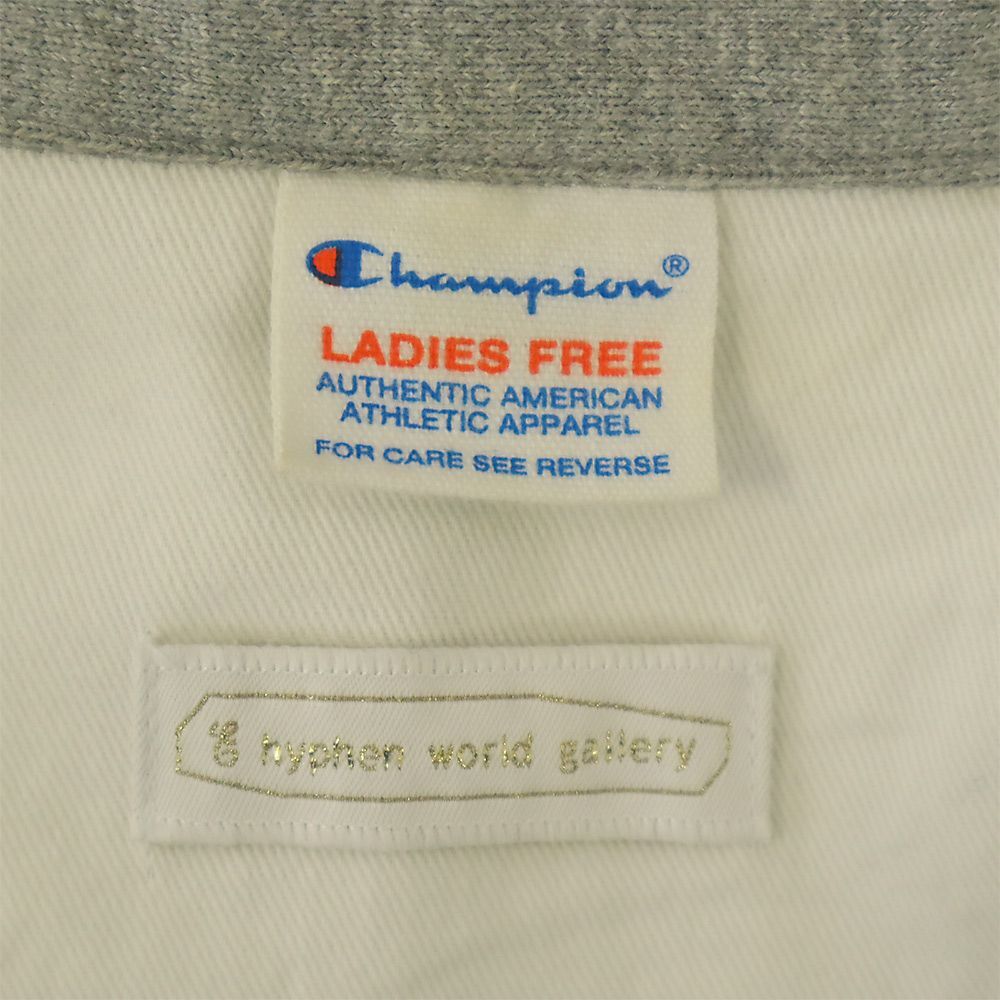 Champion®
LADIES FREE
AUTHENTIC AMERICAN
ATHLETIC APPAREL
FOR CARE SEE REVERSE
hyphen world gallery